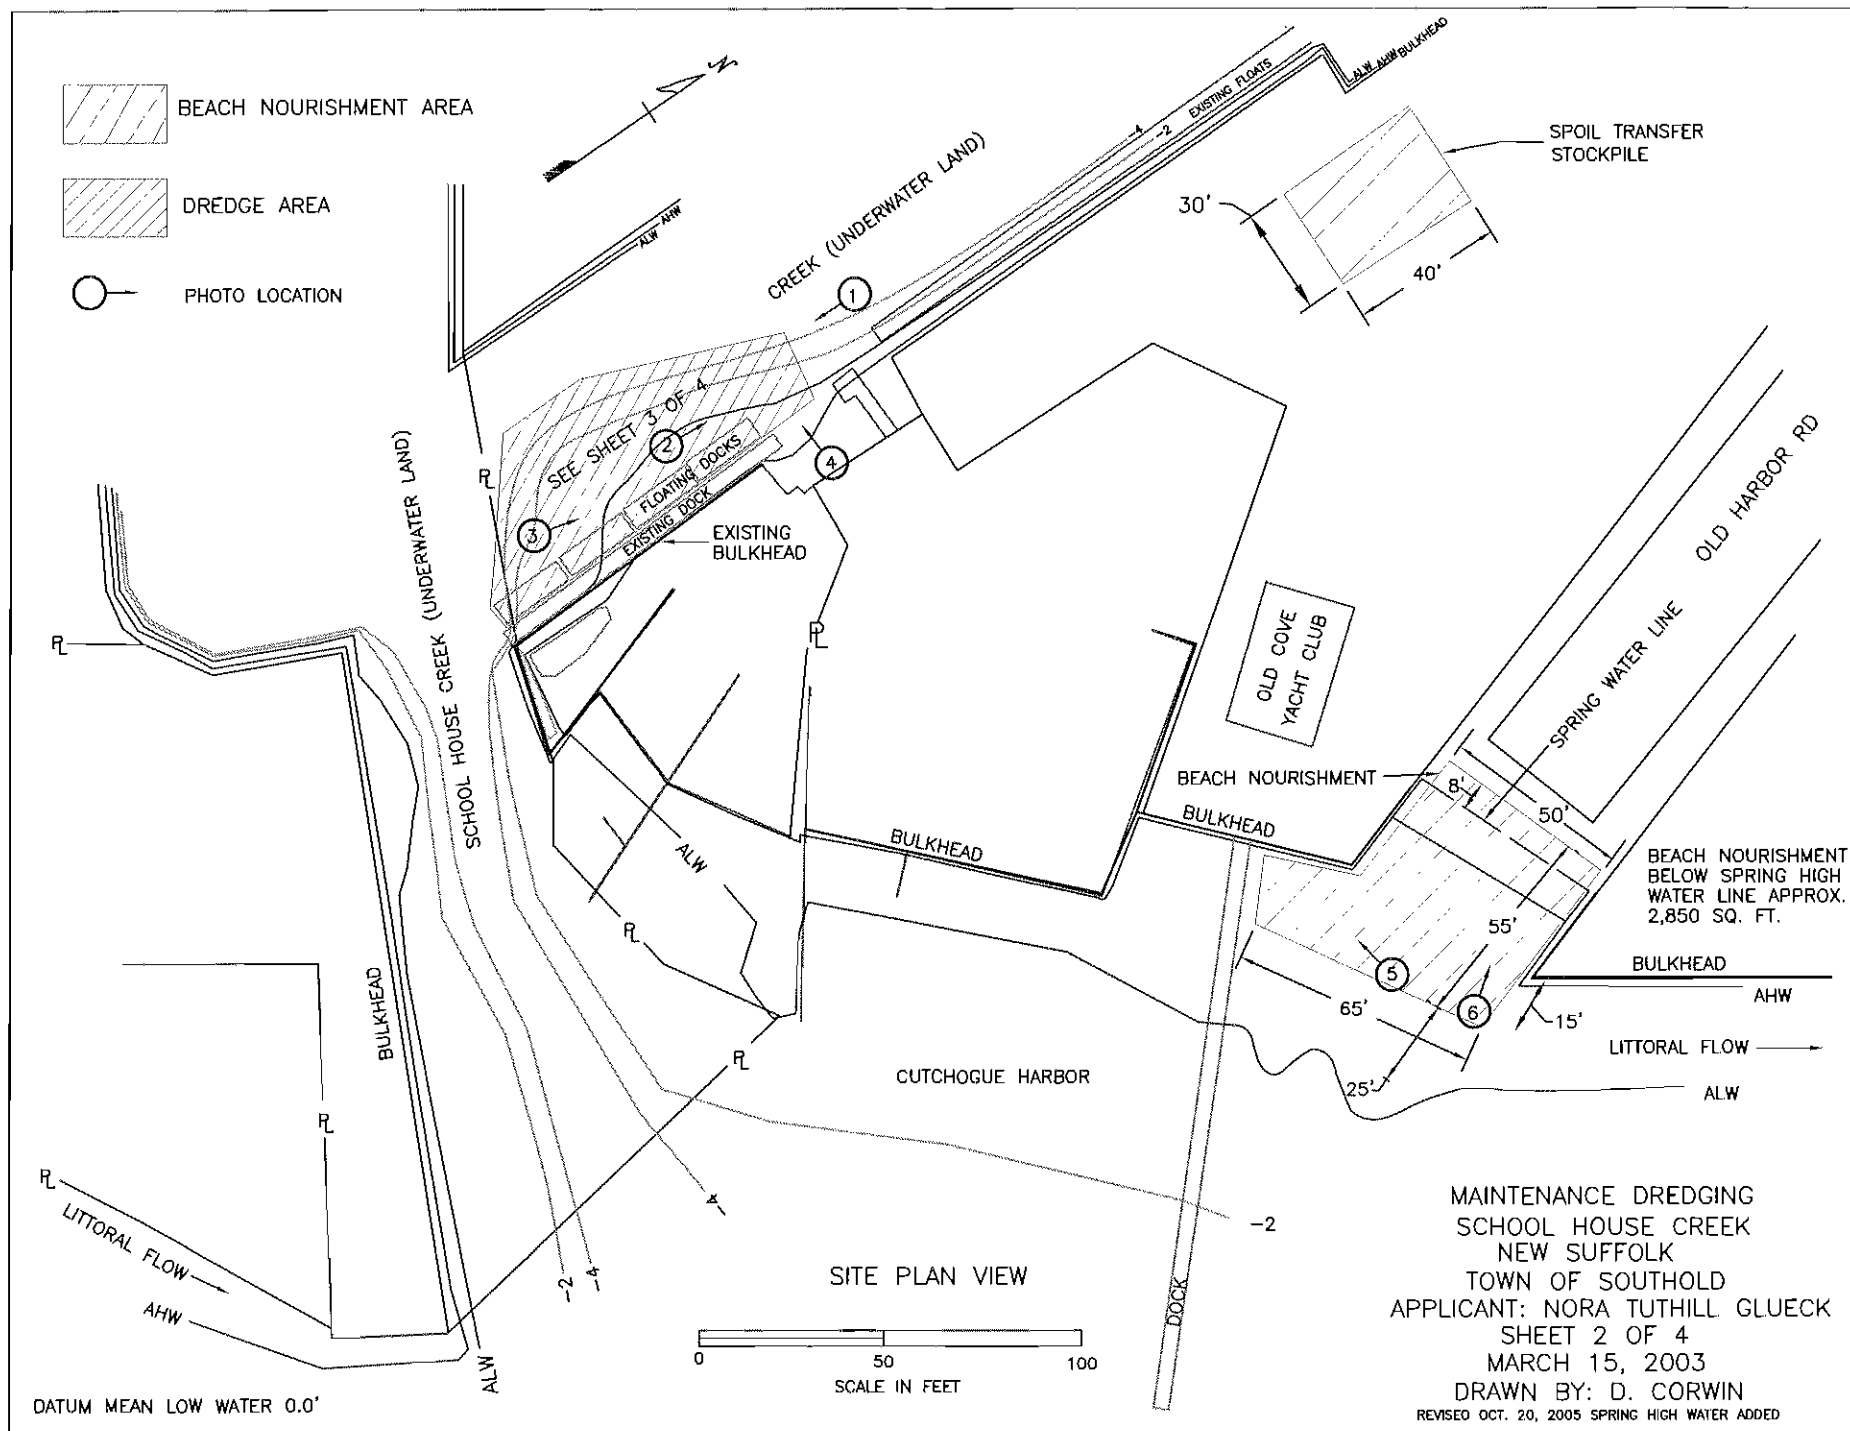 N
BEACH NOURISHMENT AREA
DREDGE AREA
PHOTO LOCATION
AHW
ALW
CREEK (UNDERWATER LAND)
-4
-2
EXISTING FLOATS
ALW
AHW
BULKHEAD
SPOIL TRANSFER
STOCKPILE
30'
40'
1
SEE SHEET 3 OF 4
2
3
4
FLOATING DOCKS
EXISTING DOCK
EXISTING
BULKHEAD
PL
SCHOOL HOUSE CREEK (UNDERWATER LAND)
PL
PL
OLD COVE
YACHT CLUB
OLD HARBOR RD
SPRING WATER LINE
BEACH NOURISHMENT
8'
50'
BULKHEAD
BULKHEAD
ALW
BEACH NOURISHMENT
BELOW SPRING HIGH
WATER LINE APPROX.
2,850 SQ. FT.
55'
5
6
65'
25'
15'
BULKHEAD
AHW
LITTORAL FLOW
ALW
PL
PL
BULKHEAD
PL
PL
CUTCHOGUE HARBOR
LITTORAL FLOW
AHW
ALW
-2
-4
-4
-2
DOCK
SITE PLAN VIEW
0 50 100
SCALE IN FEET
DATUM MEAN LOW WATER 0.0'
MAINTENANCE DREDGING
SCHOOL HOUSE CREEK
NEW SUFFOLK
TOWN OF SOUTHOLD
APPLICANT: NORA TUTHILL GLUECK
SHEET 2 OF 4
MARCH 15, 2003
DRAWN BY: D. CORWIN
REVISED OCT. 20, 2005 SPRING HIGH WATER ADDED